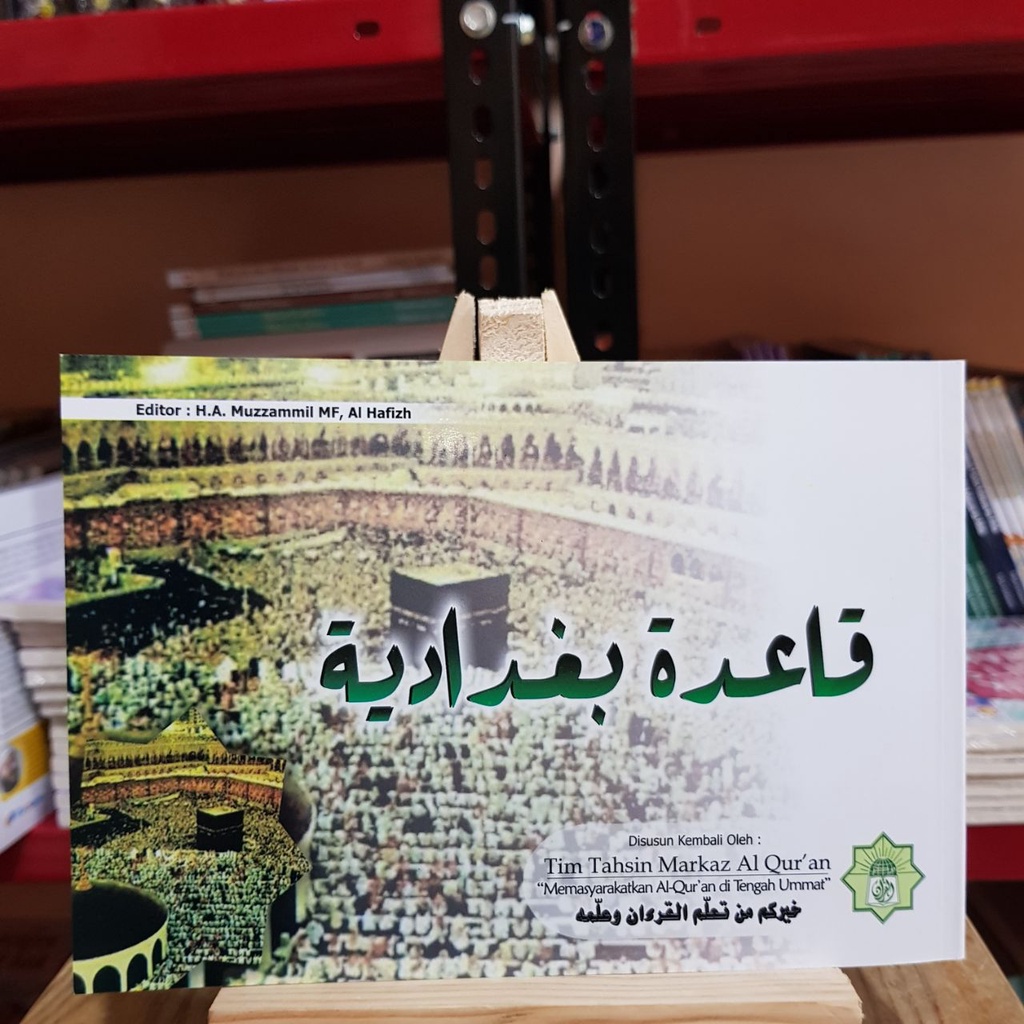 Editor : H.A. Muzzammil MF, Al Hafizh
قاعدة بغدادية
Disusun Kembali Oleh :
Tim Tahsin Markaz Al Qur'an
"Memasyarakatkan Al-Qur'an di Tengah Ummat"
خيركم من تعلّم القرءان وعلّمه